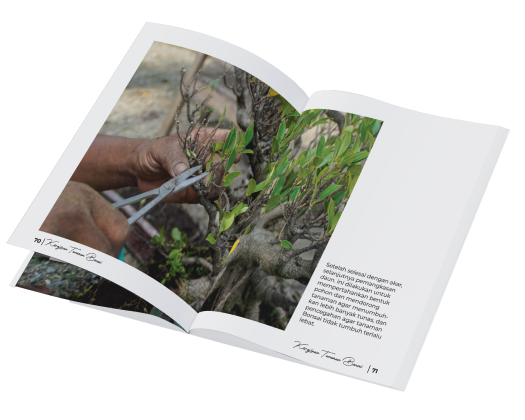 Setelah selesai dengan akar,
selanjutnya pemangkasan
daun. Ini dilakukan untuk
mempertahankan bentuk
pohon dan mendorong
tanaman agar menumbuh-
kan lebih banyak tunas, dan
pencegahan agar tanaman
Bonsai tidak tumbuh terlalu
lebat.
70 |
| 71